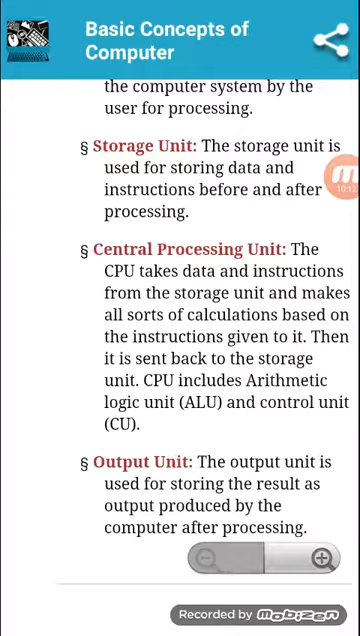 Basic Concepts of
Computer
the computer system by the
user for processing.
§ Storage Unit: The storage unit is
used for storing data and
instructions before and after
processing.
10:12
§ Central Processing Unit: The
CPU takes data and instructions
from the storage unit and makes
all sorts of calculations based on
the instructions given to it. Then
it is sent back to the storage
unit. CPU includes Arithmetic
logic unit (ALU) and control unit
(CU).
§ Output Unit: The output unit is
used for storing the result as
output produced by the
computer after processing.
Recorded by Mobizen